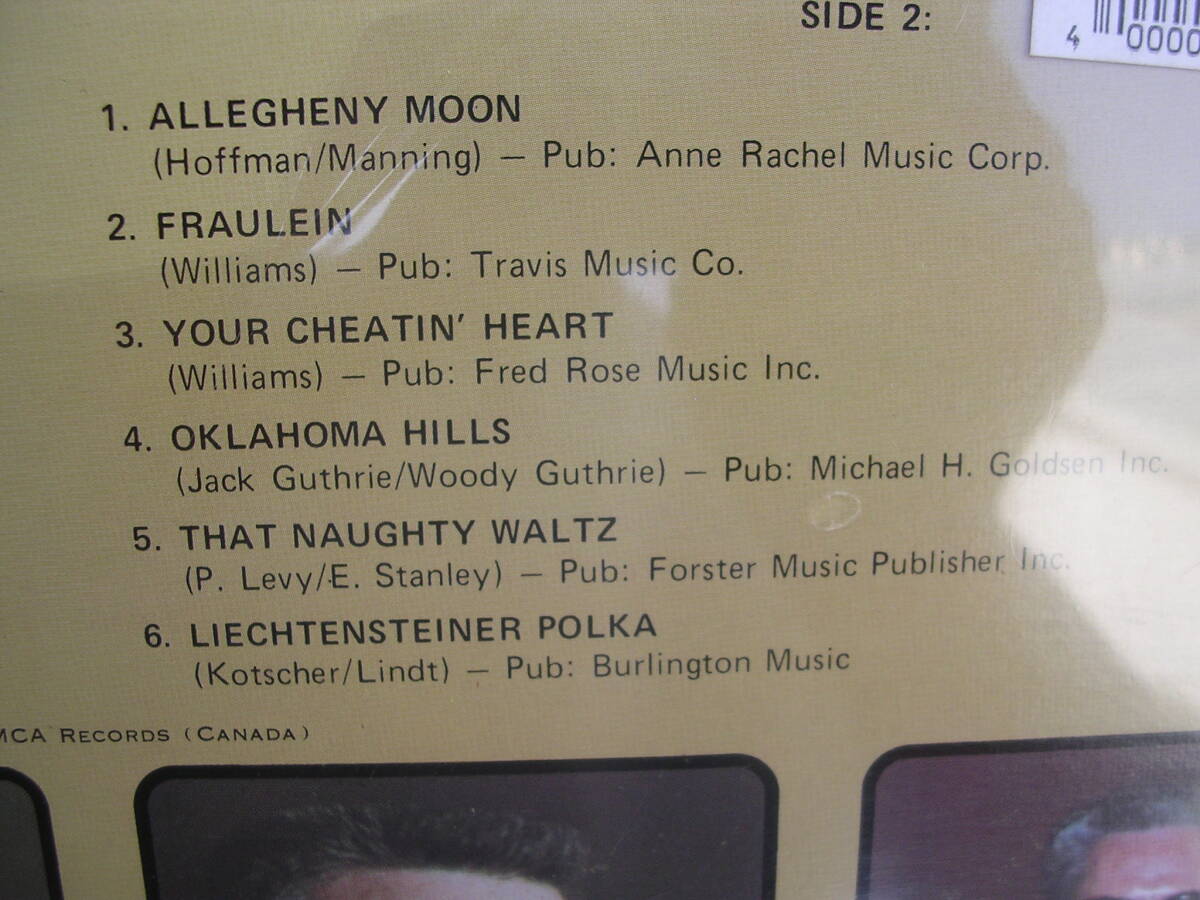 SIDE 2:
4 0000
1. ALLEGHENY MOON
(Hoffman/Manning) — Pub: Anne Rachel Music Corp.
2. FRAULEIN
(Williams) — Pub: Travis Music Co.
3. YOUR CHEATIN' HEART
(Williams) — Pub: Fred Rose Music Inc.
4. OKLAHOMA HILLS
(Jack Guthrie/Woody Guthrie) — Pub: Michael H. Goldsen Inc.
5. THAT NAUGHTY WALTZ
(P. Levy/E. Stanley) — Pub: Forster Music Publisher Inc.
6. LIECHTENSTEINER POLKA
(Kotscher/Lindt) — Pub: Burlington Music
MCA RECORDS (CANADA)